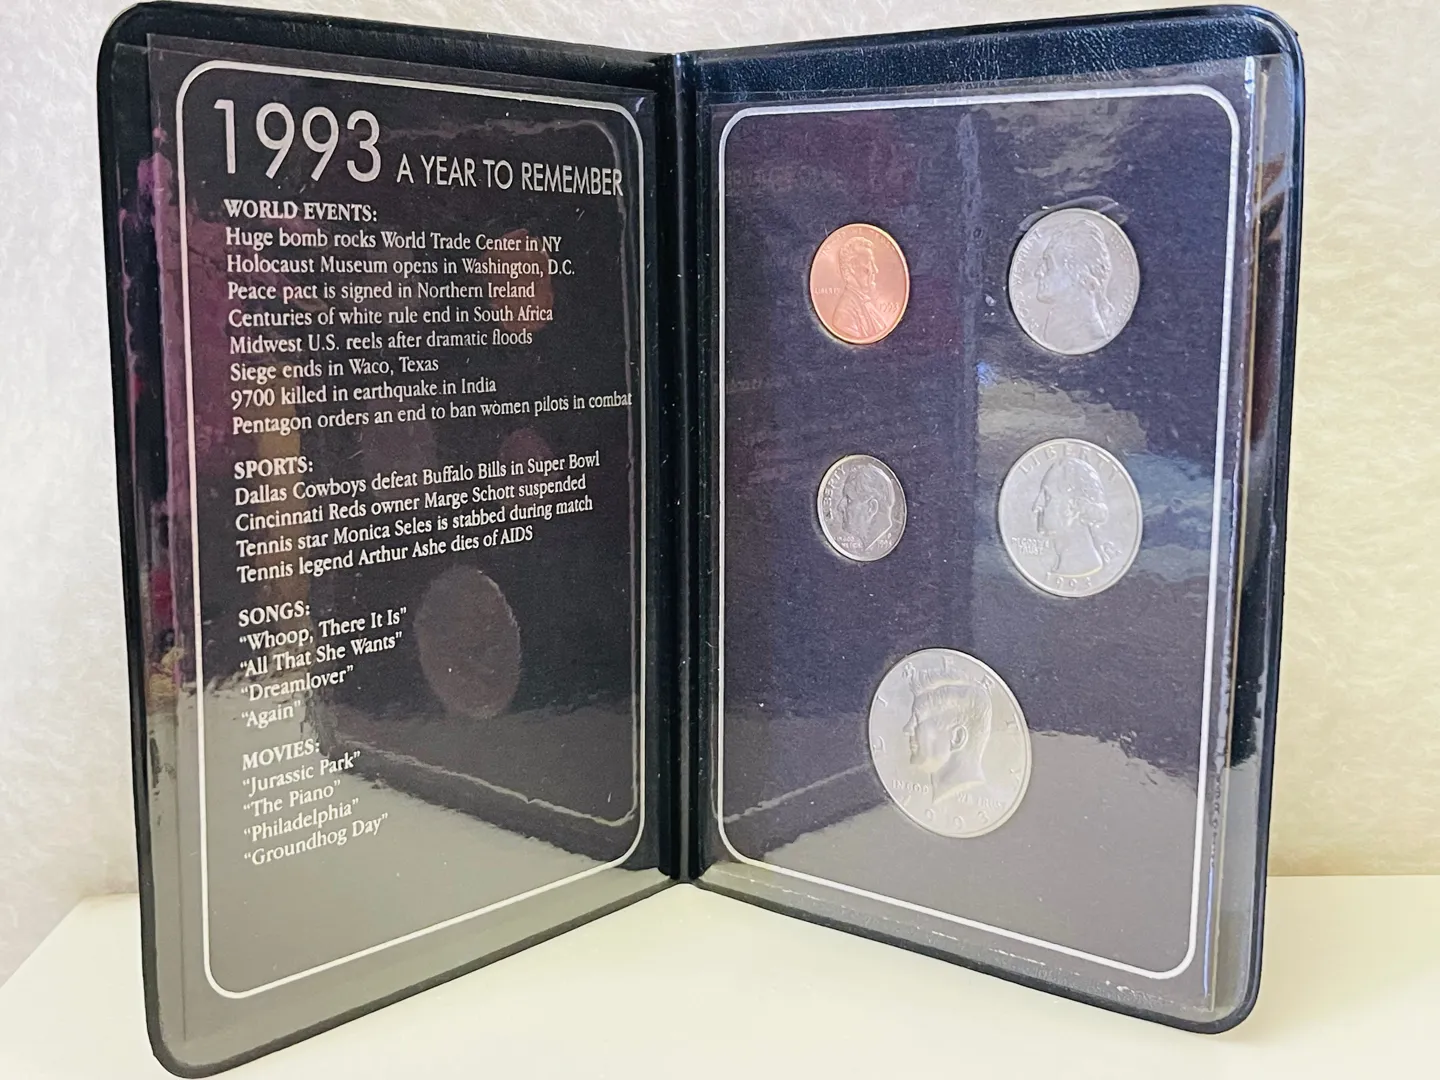 1993 A YEAR TO REMEMBER
WORLD EVENTS:
Huge bomb rocks World Trade Center in NY
Holocaust Museum opens in Washington, D.C.
Peace pact is signed in Northern Ireland
Centuries of white rule end in South Africa
Midwest U.S. reels after dramatic floods
Siege ends in Waco, Texas
9700 killed in earthquake in India
Pentagon orders an end to ban women pilots in combat
SPORTS:
Dallas Cowboys defeat Buffalo Bills in Super Bowl
Cincinnati Reds owner Marge Schott suspended
Tennis star Monica Seles is stabbed during match
Tennis legend Arthur Ashe dies of AIDS
SONGS:
"Whoop, There It Is"
"All That She Wants"
"Dreamlover"
"Again"
MOVIES:
"Jurassic Park"
"The Piano"
"Philadelphia"
"Groundhog Day"
LIBERTY
1993
LIBERTY
LIBERTY
1993
LIBERTY
IN GOD WE TRUST
1993